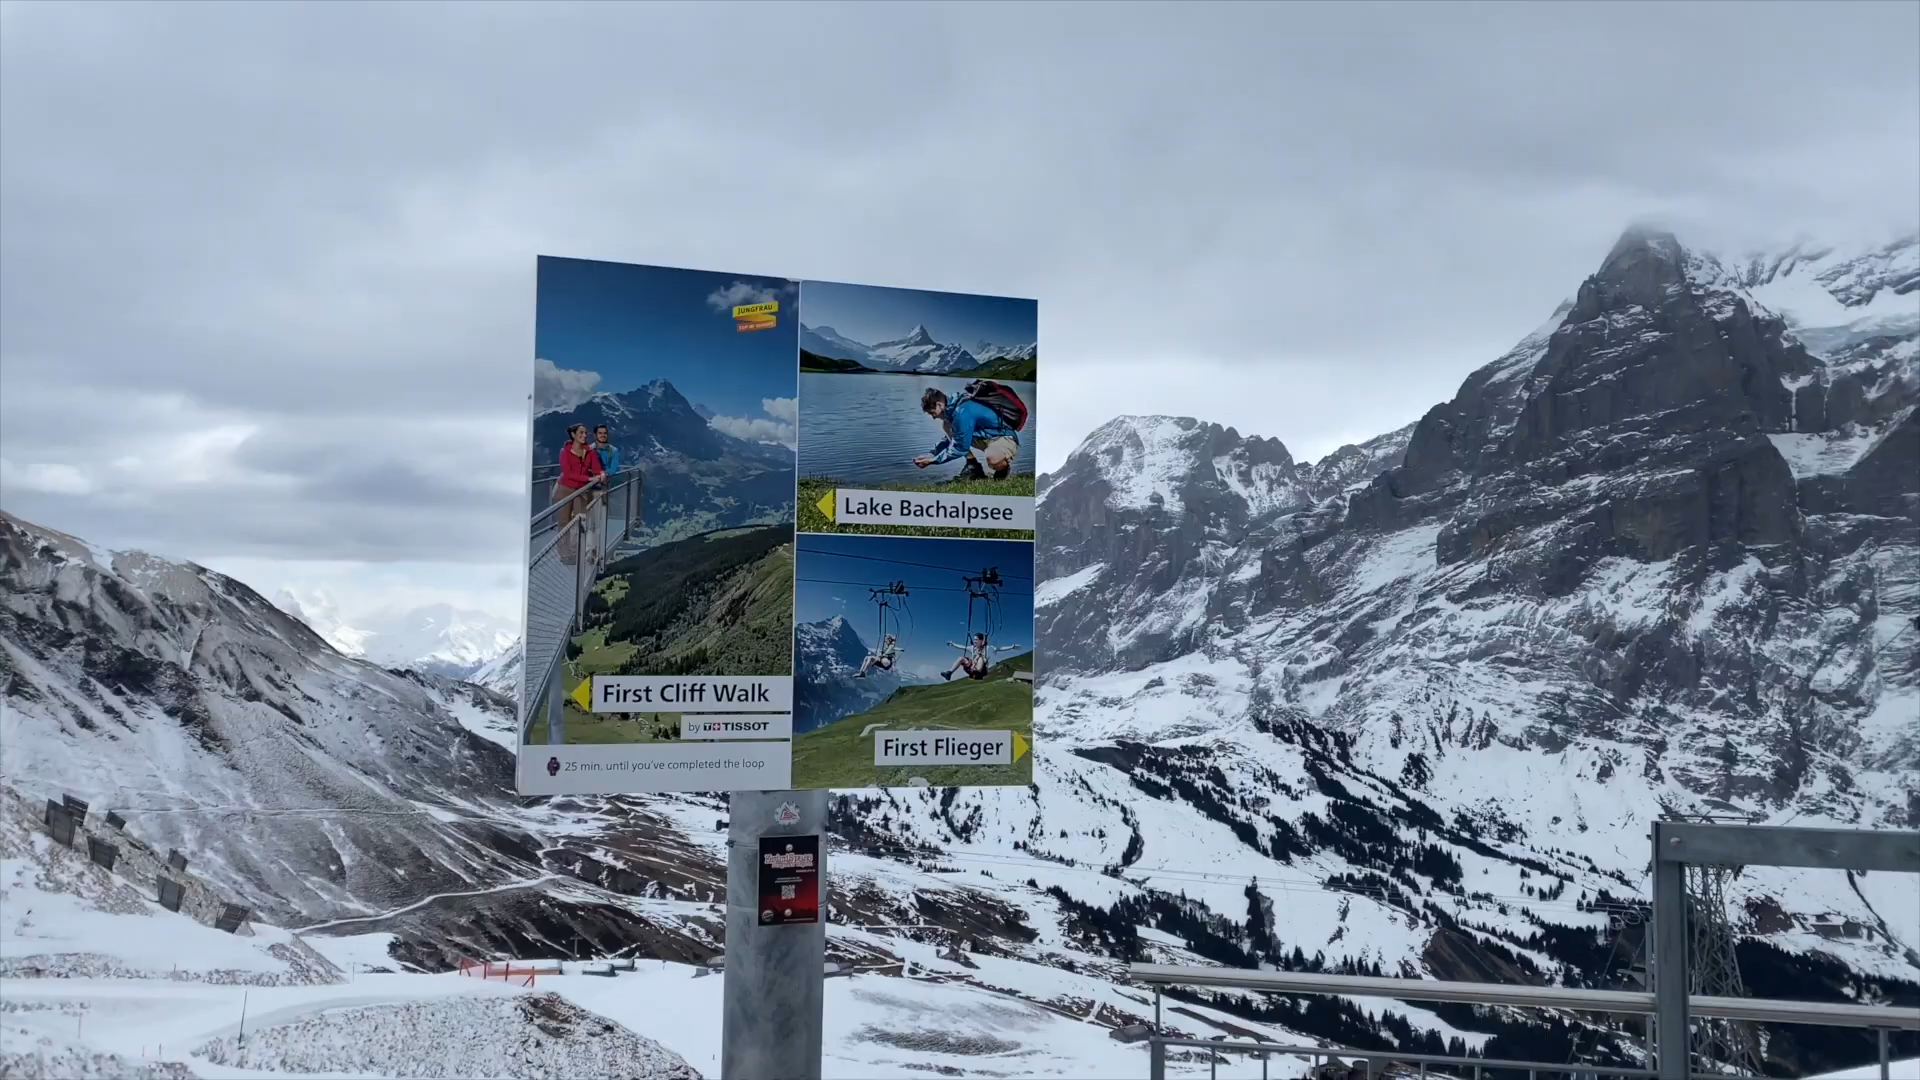 JUNGFRAU
TOP OF EUROPE
First Cliff Walk
by TISSOT
25 min. until you've completed the loop
Lake Bachalpsee
First Flieger